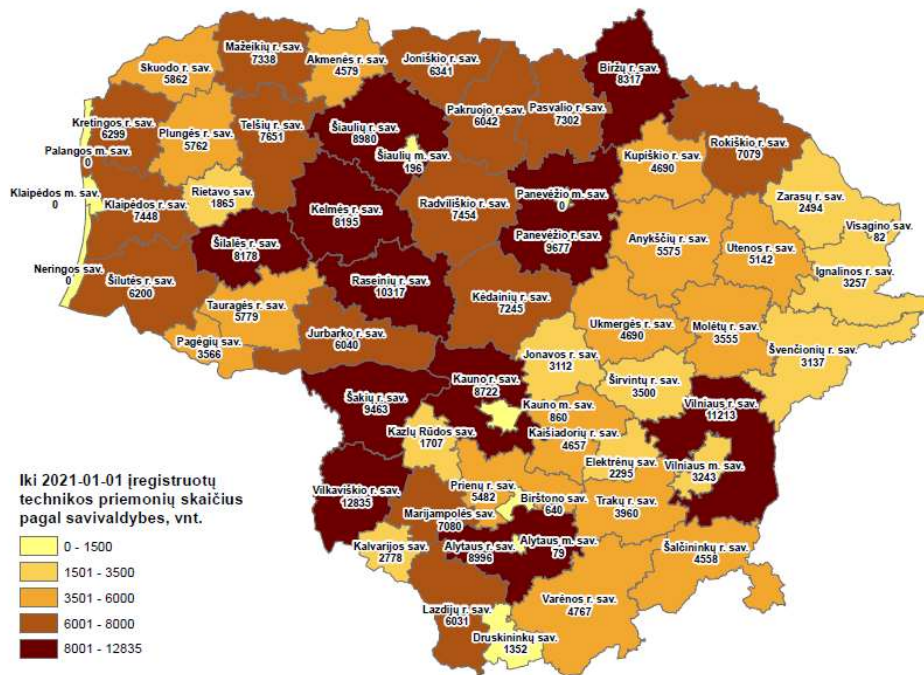 Mažeikių r. sav.
7338
Akmenės r. sav.
4579
Joniškio r. sav.
6341
Skuodo r. sav.
5862
Biržų r. sav.
8317
Kretingos r. sav.
6299
Plungės r. sav.
5762
Telšių r. sav.
7651
Šiaulių r. sav.
8980
Pakruojo r. sav.
6042
Pasvalio r. sav.
7302
Rokiškio r. sav.
7079
Palangos m. sav.
0
Šiaulių m. sav.
196
Kupiškio r. sav.
4690
Klaipėdos m. sav.
0
Rietavo sav.
1865
Klaipėdos r. sav.
7448
Kelmės r. sav.
8195
Radviliškio r. sav.
7454
Panevėžio m. sav.
0
Zarasų r. sav.
2494
Visagino sav.
82
Šilalės r. sav.
8178
Panevėžio r. sav.
9677
Anykščių r. sav.
5575
Utenos r. sav.
5142
Ignalinos r. sav.
3257
Neringos sav.
0
Šilutės r. sav.
6200
Raseinių r. sav.
10317
Kėdainių r. sav.
7245
Tauragės r. sav.
5779
Ukmergės r. sav.
4690
Molėtų r. sav.
3555
Pagėgių sav.
3566
Jurbarko r. sav.
6040
Jonavos r. sav.
3112
Švenčionių r. sav.
3137
Kauno r. sav.
8722
Širvintų r. sav.
3500
Šakių r. sav.
9463
Kauno m. sav.
860
Vilniaus r. sav.
11213
Kazlų Rūdos sav.
1707
Kaišiadorių r. sav.
4657
Elektrėnų sav.
2295
Vilniaus m. sav.
3243
Vilkaviškio r. sav.
12835
Prienų r. sav.
5482
Birštono sav.
640
Trakų r. sav.
3960
Marijampolės sav.
7080
Kalvarijos sav.
2778
Alytaus r. sav.
8996
Alytaus m. sav.
79
Šalčininkų r. sav.
4558
Lazdijų r. sav.
6031
Varėnos r. sav.
4767
Druskininkų sav.
1352
Iki 2021-01-01 įregistruotų
technikos priemonių skaičius
pagal savivaldybes, vnt.
0 - 1500
1501 - 3500
3501 - 6000
6001 - 8000
8001 - 12835